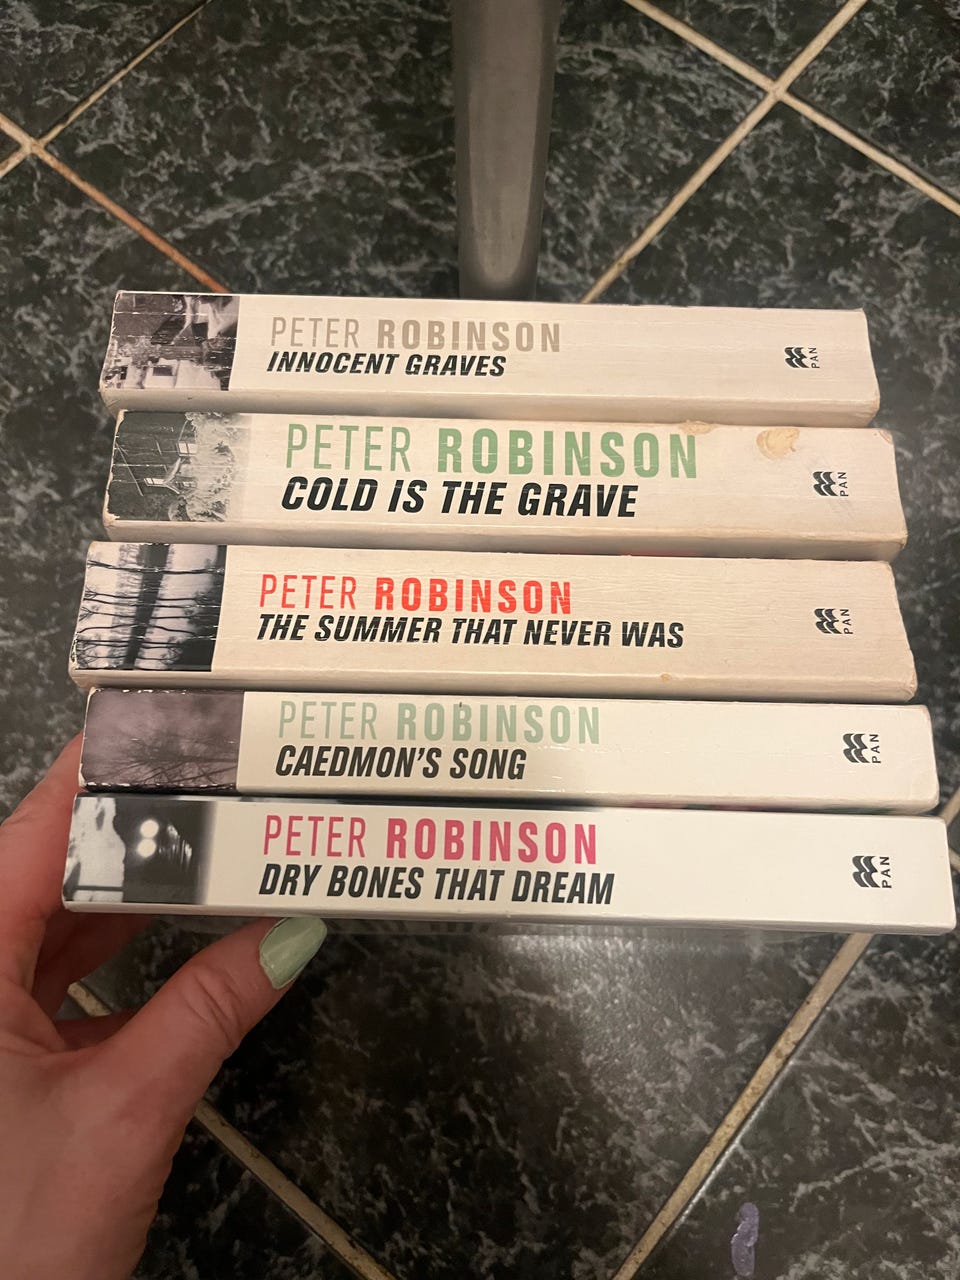 PETER ROBINSON
INNOCENT GRAVES
PAN
PETER ROBINSON
COLD IS THE GRAVE
PAN
PETER ROBINSON
THE SUMMER THAT NEVER WAS
PAN
PETER ROBINSON
CAEDMON'S SONG
PAN
PETER ROBINSON
DRY BONES THAT DREAM
PAN